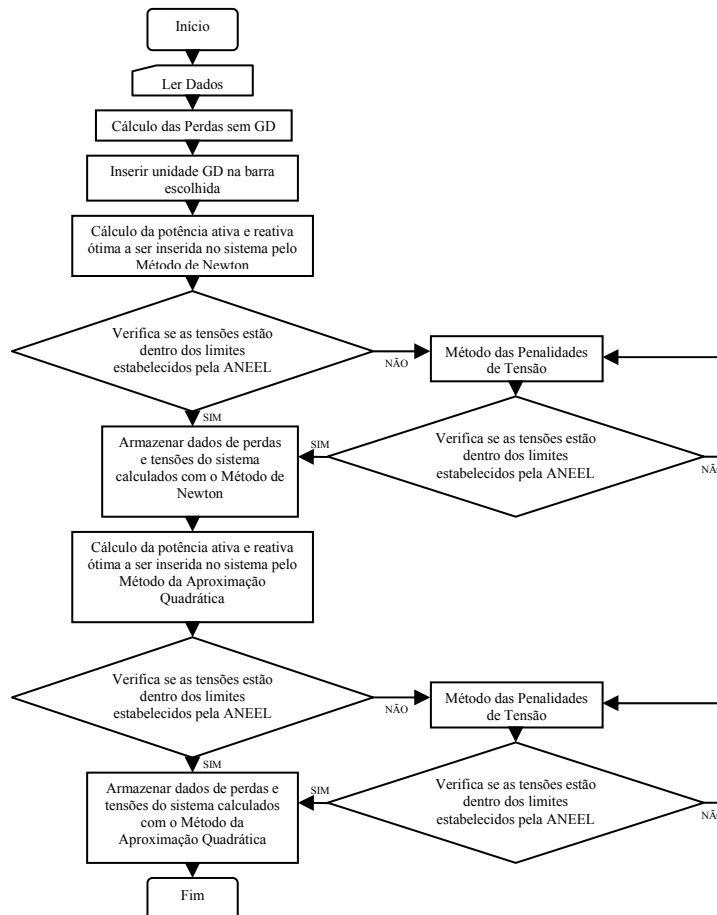 Início
Ler Dados
Cálculo das Perdas sem GD
Inserir unidade GD na barra
escolhida
Cálculo da potência ativa e reativa
ótima a ser inserida no sistema pelo
Método de Newton
Verifica se as tensões estão
dentro dos limites
estabelecidos pela ANEEL
NÃO
Método das Penalidades
de Tensão
SIM
Armazenar dados de perdas
e tensões do sistema
calculados com o Método de
Newton
SIM
Verifica se as tensões estão
dentro dos limites
estabelecidos pela ANEEL
NÃO
Cálculo da potência ativa e reativa
ótima a ser inserida no sistema pelo
Método da Aproximação
Quadrática
Verifica se as tensões estão
dentro dos limites
estabelecidos pela ANEEL
NÃO
Método das Penalidades
de Tensão
SIM
Armazenar dados de perdas e
tensões do sistema calculados
com o Método da
Aproximação Quadrática
SIM
Verifica se as tensões estão
dentro dos limites
estabelecidos pela ANEEL
NÃO
Fim